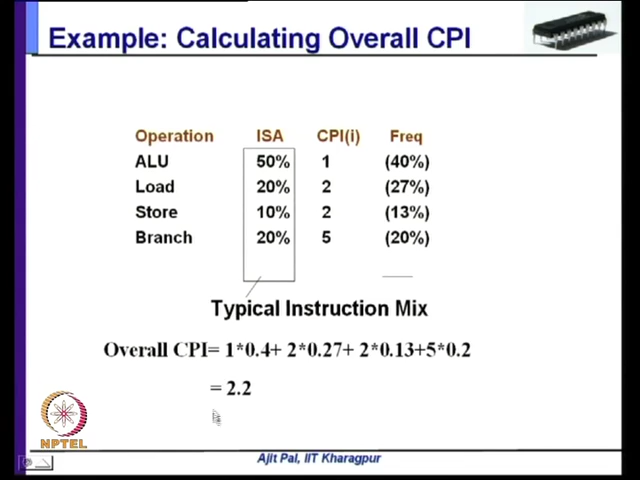 Example: Calculating Overall CPI
Operation ISA CPI(i) Freq
ALU 50% 1 (40%)
Load 20% 2 (27%)
Store 10% 2 (13%)
Branch 20% 5 (20%)
Typical Instruction Mix
Overall CPI= 1*0.4+ 2*0.27+ 2*0.13+5*0.2
= 2.2
NPTEL
Ajit Pal, IIT Kharagpur